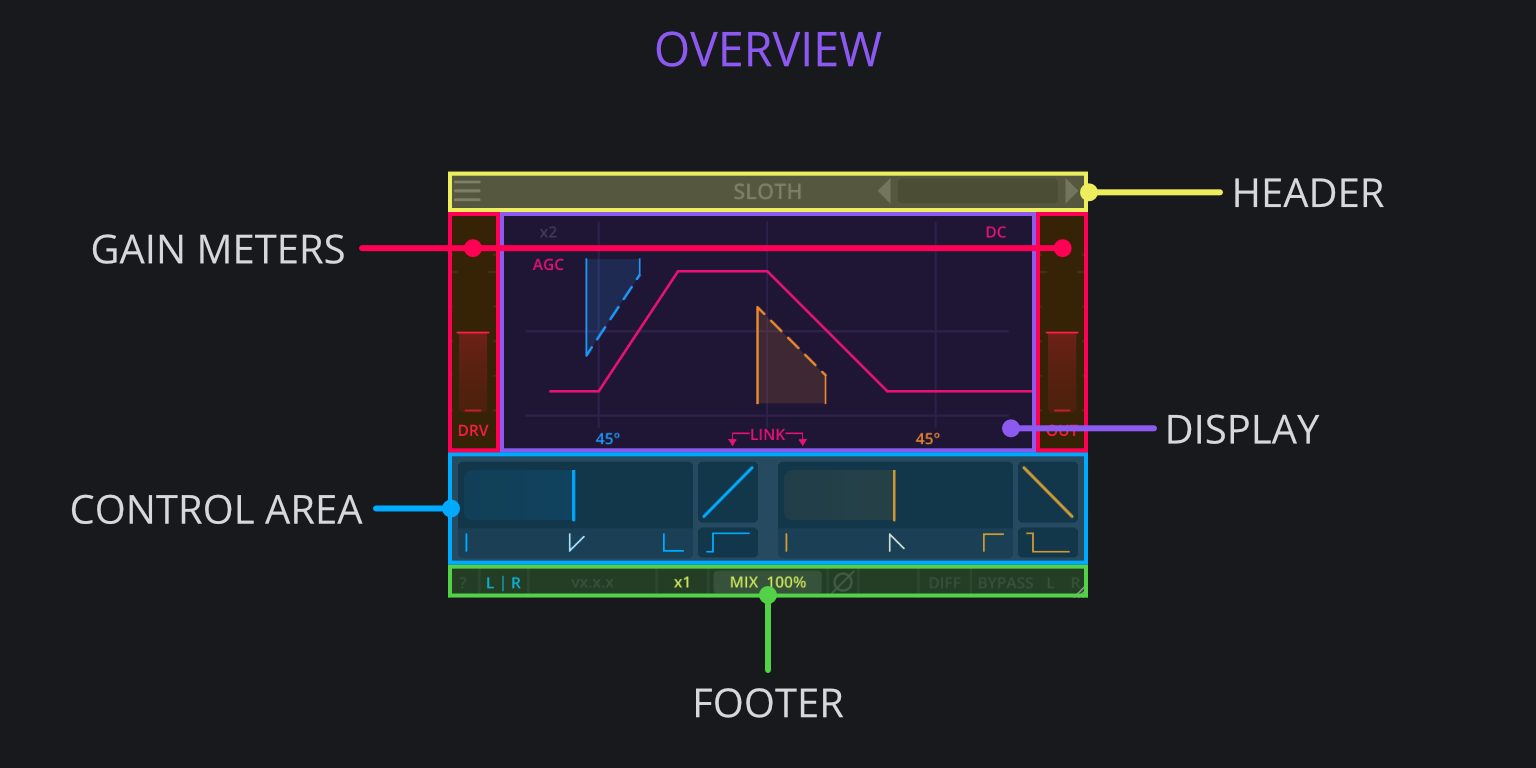 OVERVIEW
SLOTH
HEADER
GAIN METERS
x2
DC
AGC
DRV
45°
LINK
45°
OUT
DISPLAY
CONTROL AREA
? L | R vx.x.x x1 MIX 100% DIFF BYPASS L R
FOOTER